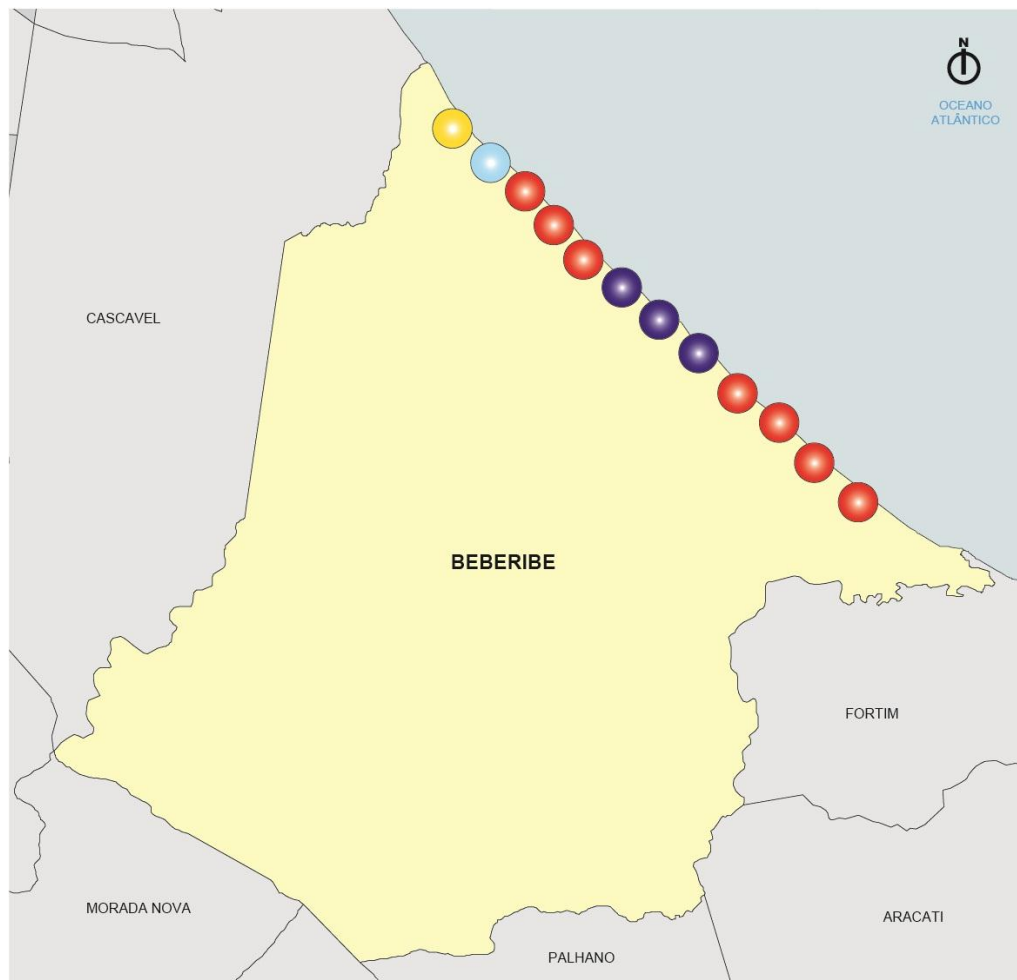 N
OCEANO
ATLÂNTICO
CASCAVEL
BEBERIBE
FORTIM
MORADA NOVA
ARACATI
PALHANO